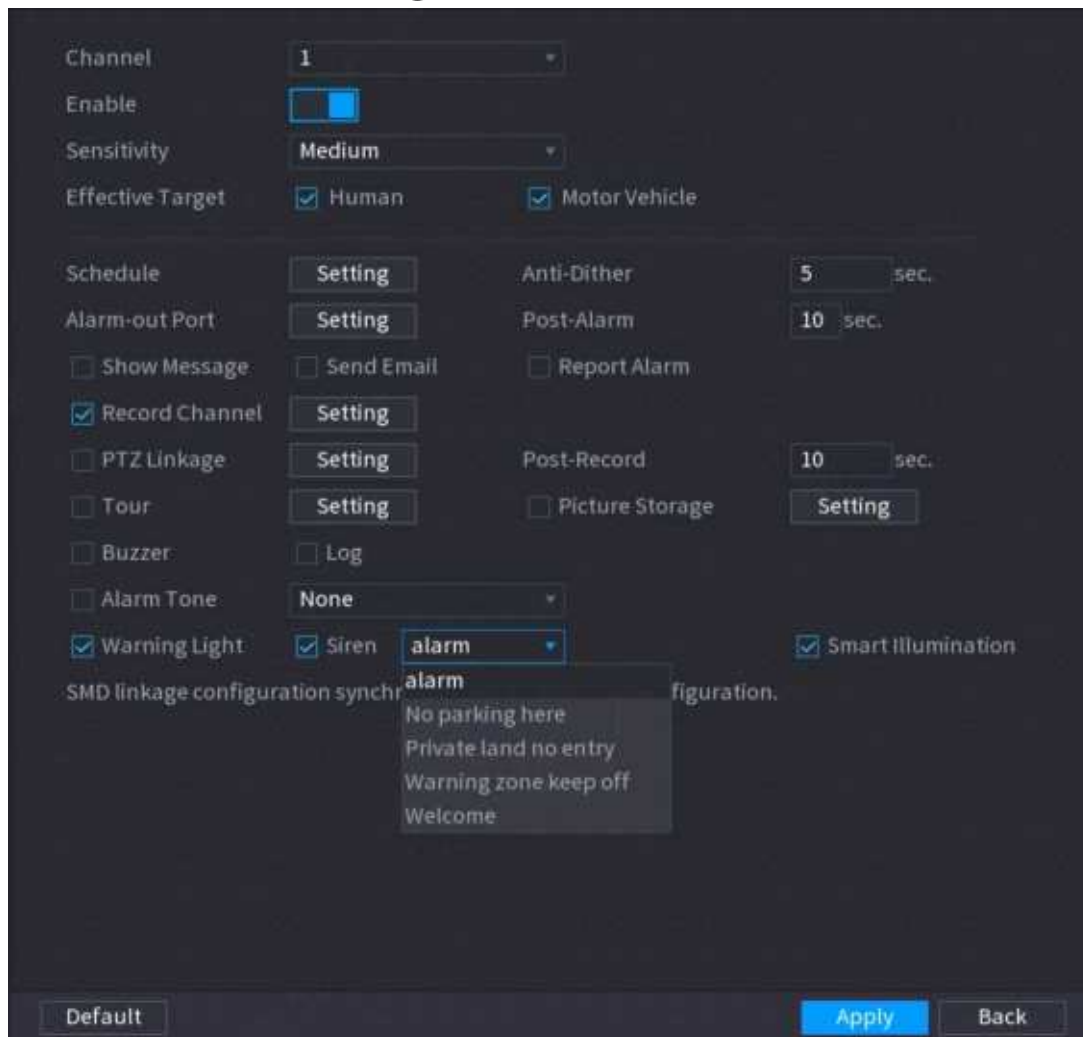 Channel 1
Enable
Sensitivity Medium
Effective Target Human Motor Vehicle
Schedule Setting Anti-Dither 5 sec.
Alarm-out Port Setting Post-Alarm 10 sec.
Show Message Send Email Report Alarm
Record Channel Setting
PTZ Linkage Setting Post-Record 10 sec.
Tour Setting Picture Storage Setting
Buzzer Log
Alarm Tone None
Warning Light Siren alarm Smart Illumination
SMD linkage configuration synchr alarm figuration.
No parking here
Private land no entry
Warning zone keep off
Welcome
Default Apply Back